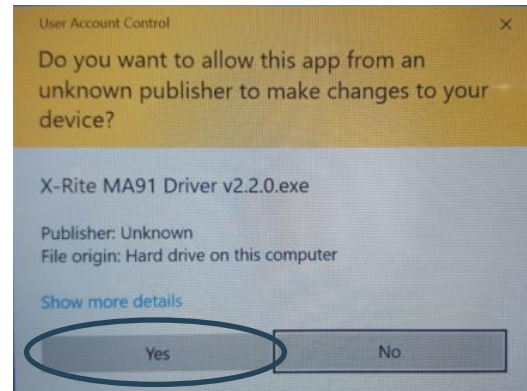 User Account Control
Do you want to allow this app from an
unknown publisher to make changes to your
device?
X-Rite MA91 Driver v2.2.0.exe
Publisher: Unknown
File origin: Hard drive on this computer
Show more details
Yes
No